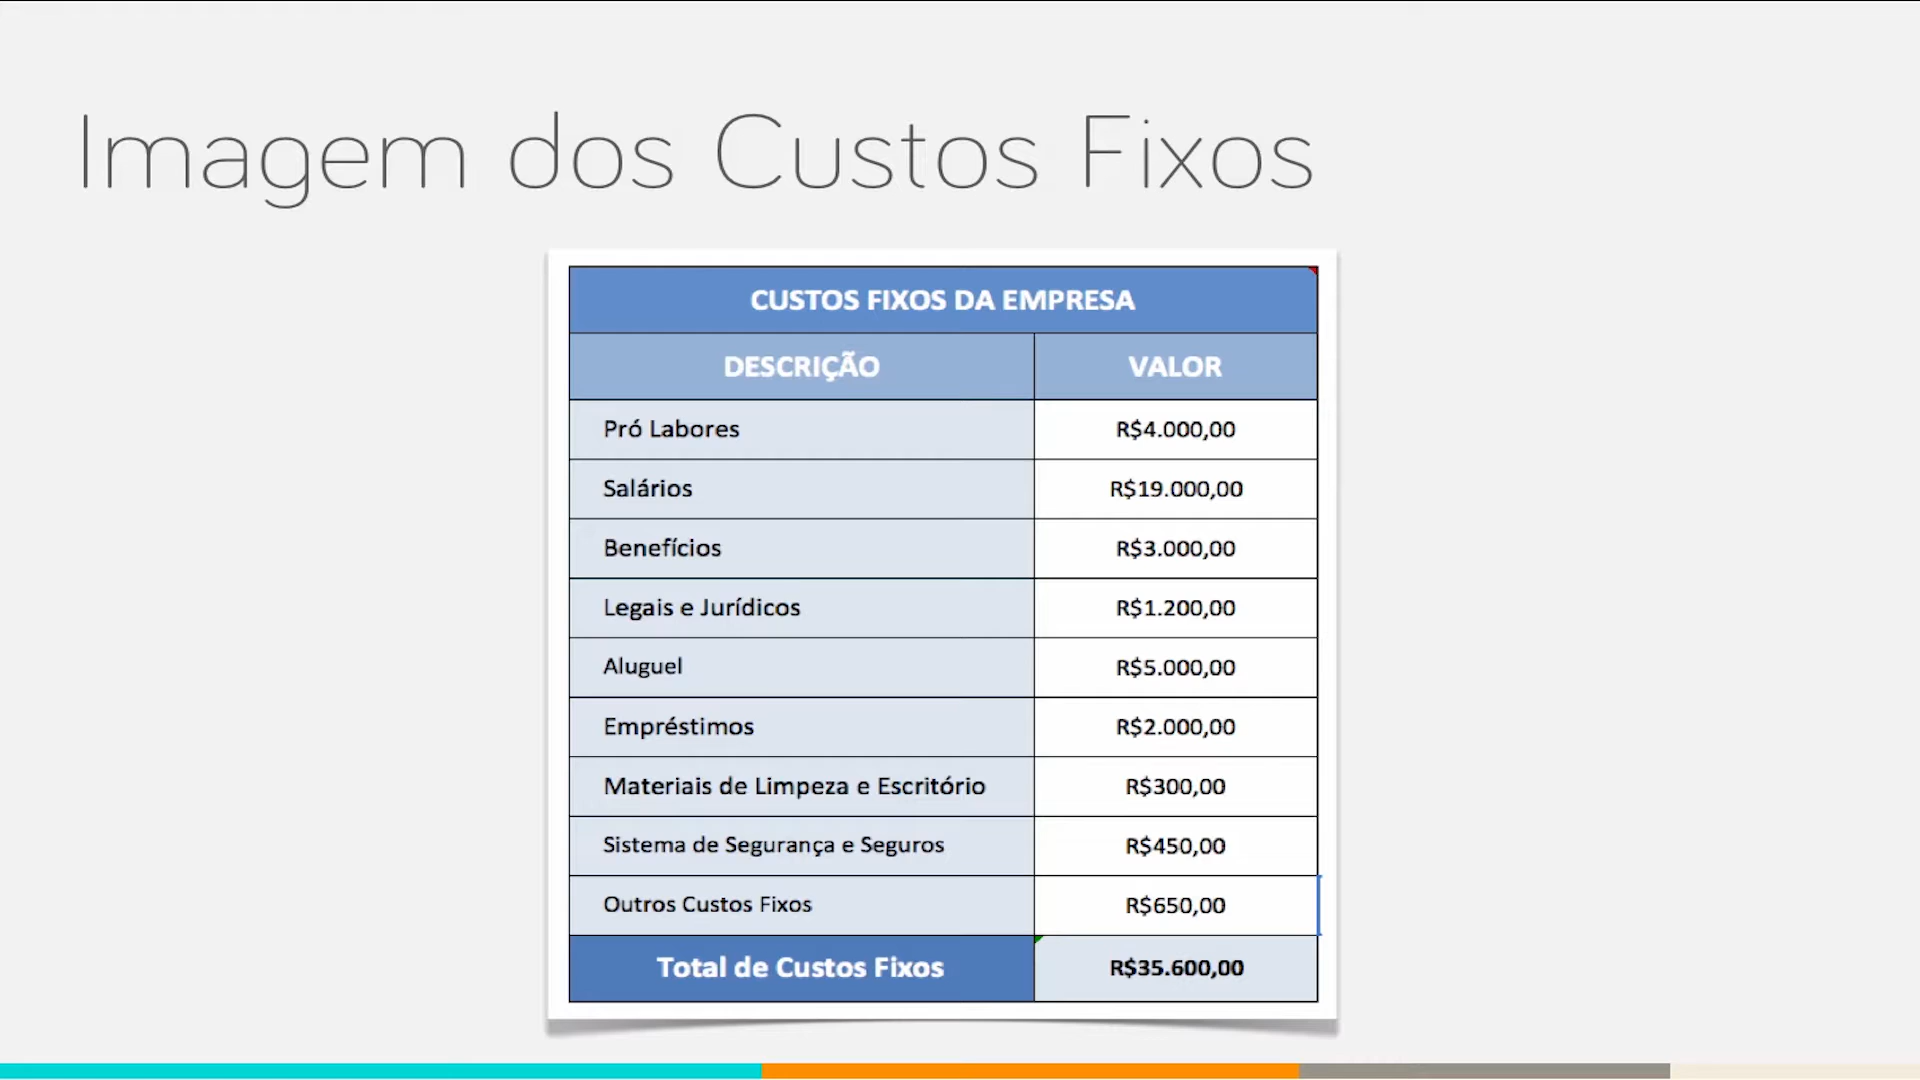 Imagem dos Custos Fixos
CUSTOS FIXOS DA EMPRESA
DESCRIÇÃO VALOR
Pró Labores R$4.000,00
Salários R$19.000,00
Benefícios R$3.000,00
Legais e Jurídicos R$1.200,00
Aluguel R$5.000,00
Empréstimos R$2.000,00
Materiais de Limpeza e Escritório R$300,00
Sistema de Segurança e Seguros R$450,00
Outros Custos Fixos R$650,00
Total de Custos Fixos R$35.600,00